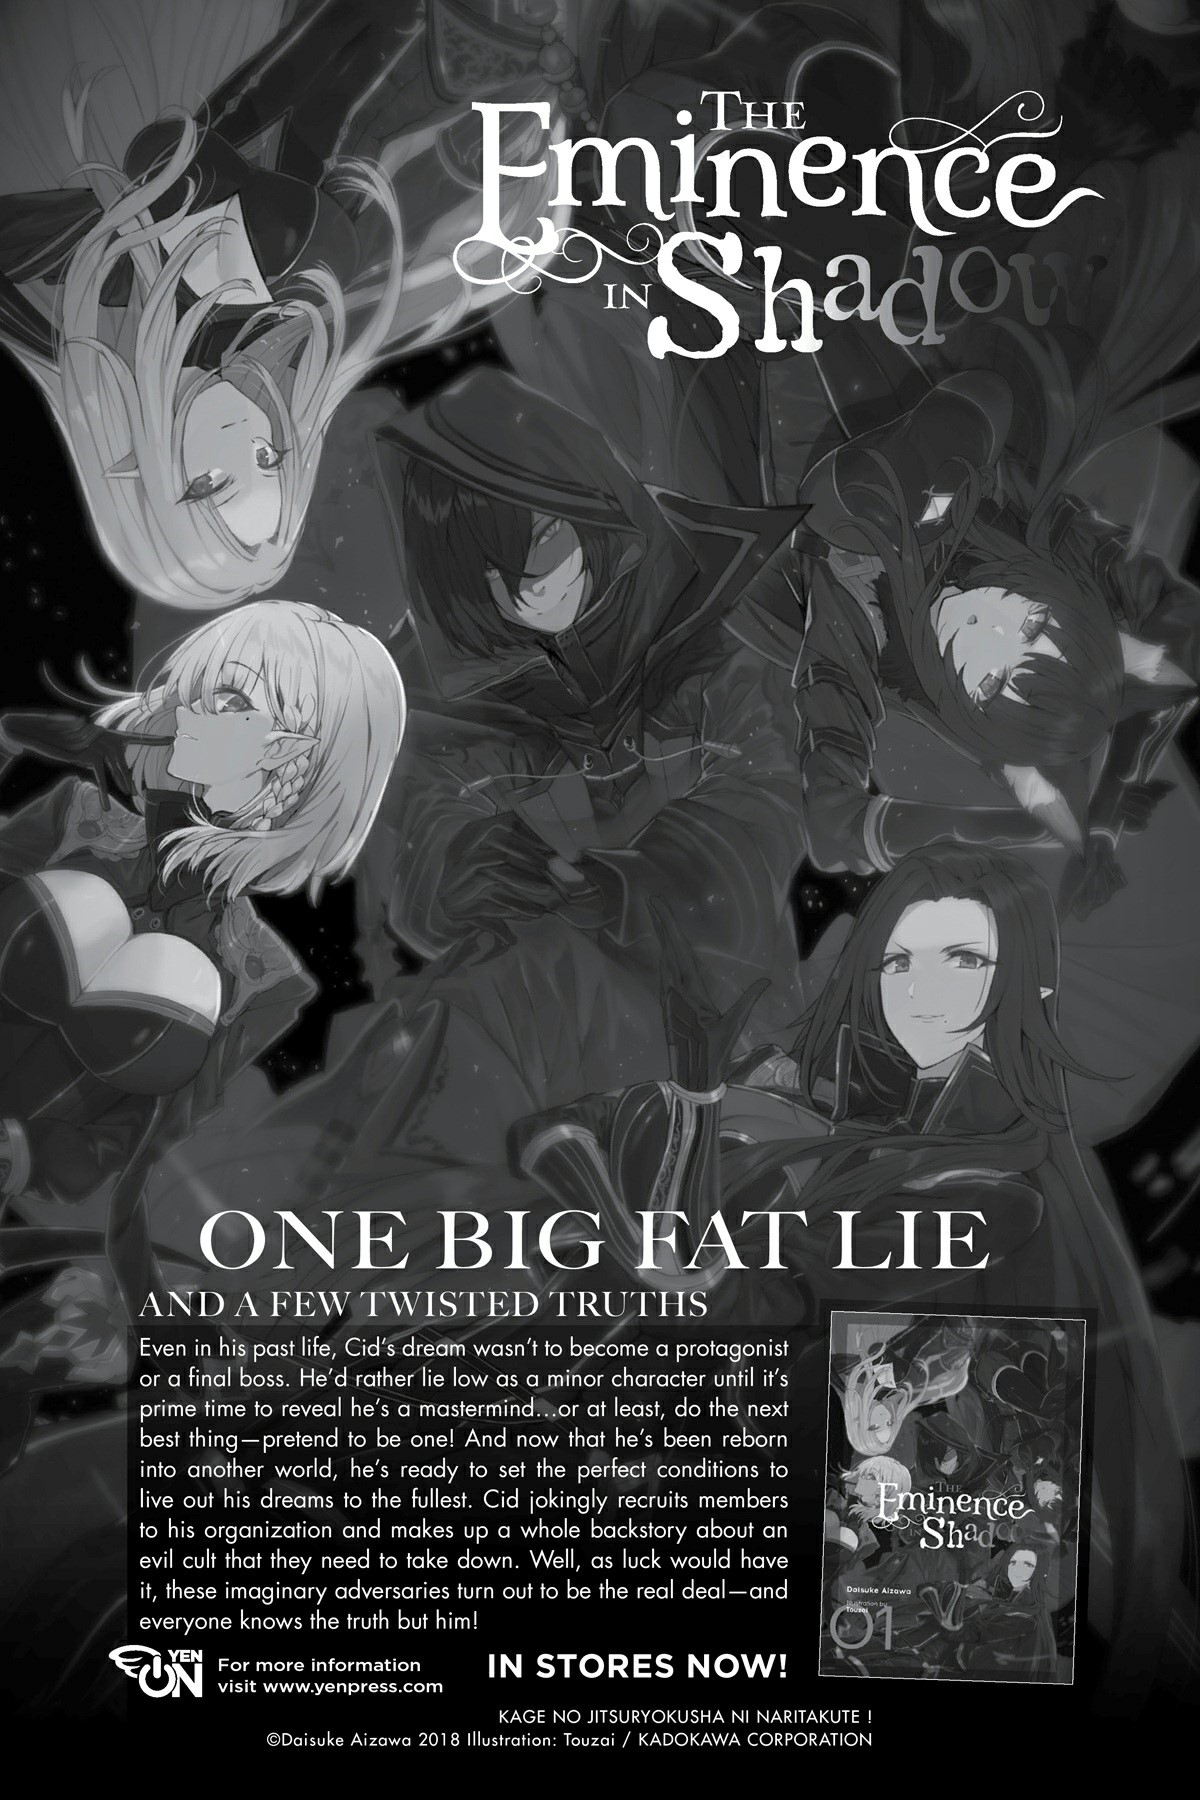 THE
Eminence
IN Shadow
ONE BIG FAT LIE
AND A FEW TWISTED TRUTHS
Even in his past life, Cid's dream wasn't to become a protagonist
or a final boss. He'd rather lie low as a minor character until it's
prime time to reveal he's a mastermind...or at least, do the next
best thing—pretend to be one! And now that he's been reborn
into another world, he's ready to set the perfect conditions to
live out his dreams to the fullest. Cid jokingly recruits members
to his organization and makes up a whole backstory about an
evil cult that they need to take down. Well, as luck would have
it, these imaginary adversaries turn out to be the real deal—and
everyone knows the truth but him!
THE
Eminence
IN Shadow
Daisuke Aizawa
Illustration by
Touzai
01
YEN
ON
For more information
visit www.yenpress.com
IN STORES NOW!
KAGE NO JITSURYOKUSHA NI NARITAKUTE !
©Daisuke Aizawa 2018 Illustration: Touzai / KADOKAWA CORPORATION